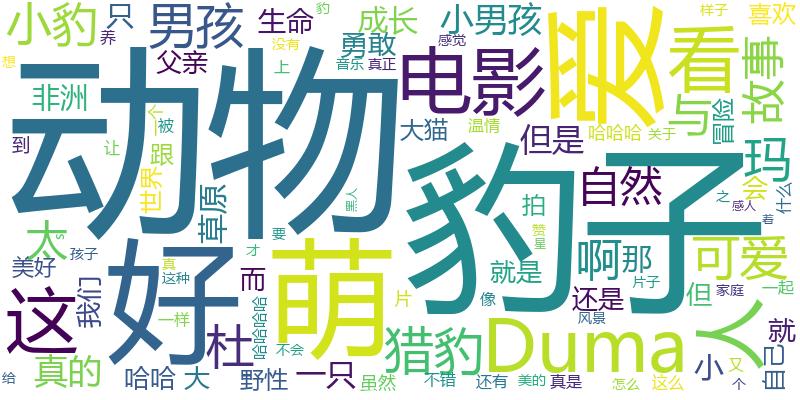 小豹
只
男孩
生命
没有
豹
成长
小男孩
感觉
样子
喜欢
养
想
父亲
上
勇敢
音乐
真正
电影
爱
看
故事
动物
非洲
一个
被
大猫
但是
温情
哈哈哈
与
关于
冒险
到
让
跟
豹子
自然
玛
世界
草原
黑人
拍
会
什么
之
感人
着
太
s
孩子
才
要
赞
星
啊
那
可爱
美好
我们
真
这种
好
而
萌
就是
还是
片子
但
家庭
一起
这
一样
杜
哈哈哈哈
片
像
风景
人
就
自己
猎豹
Duma
真的
不会
给
哈哈
大
野性
一只
虽然
不错
还有
美的
真是
怎么
这么
小
又
个